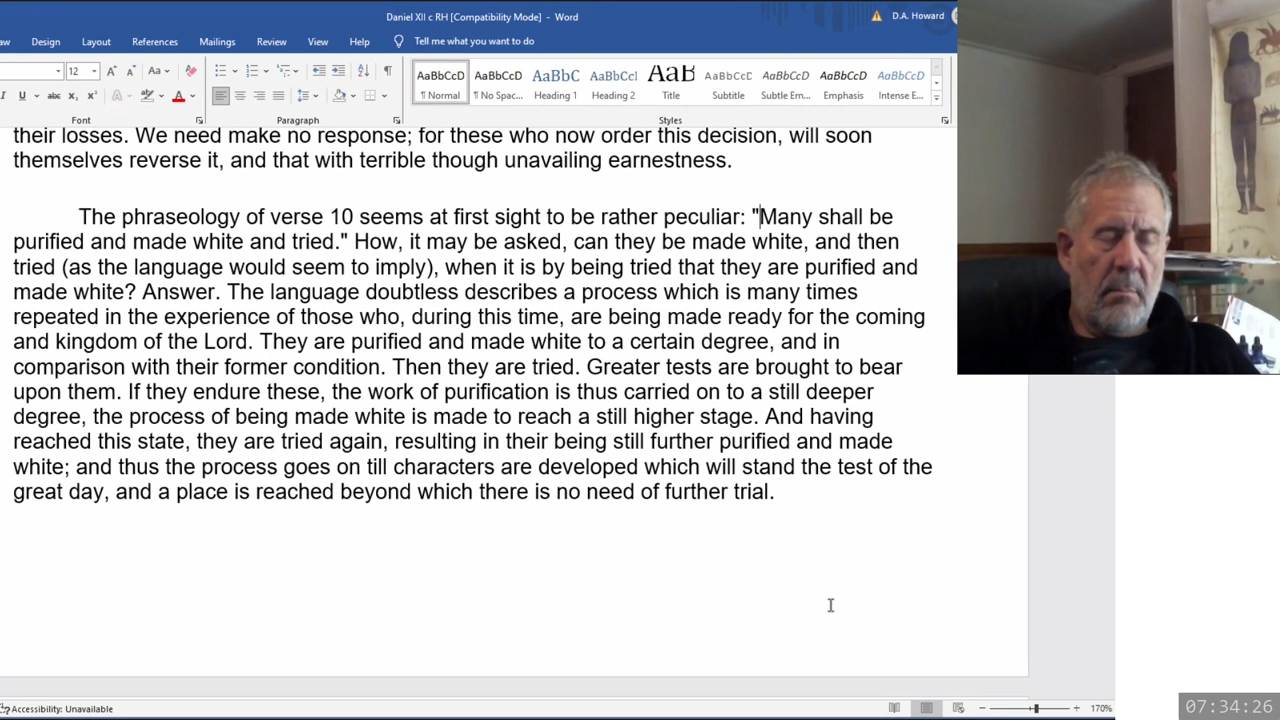 Daniel XII c RH [Compatibility Mode] - Word
D.A. Howard
Design Layout References Mailings Review View Help Tell me what you want to do
12 Aa
AaBbCcD AaBbCcD AaBbC AaBbCcl AaB AaBbCcD AaBbCcD AaBbCcD AaBbCcD
¶ Normal ¶ No Spac... Heading 1 Heading 2 Title Subtitle Subtle Em... Emphasis Intense E...
Font Paragraph Styles
their losses. We need make no response; for these who now order this decision, will soon
themselves reverse it, and that with terrible though unavailing earnestness.
The phraseology of verse 10 seems at first sight to be rather peculiar: "Many shall be
purified and made white and tried." How, it may be asked, can they be made white, and then
tried (as the language would seem to imply), when it is by being tried that they are purified and
made white? Answer. The language doubtless describes a process which is many times
repeated in the experience of those who, during this time, are being made ready for the coming
and kingdom of the Lord. They are purified and made white to a certain degree, and in
comparison with their former condition. Then they are tried. Greater tests are brought to bear
upon them. If they endure these, the work of purification is thus carried on to a still deeper
degree, the process of being made white is made to reach a still higher stage. And having
reached this state, they are tried again, resulting in their being still further purified and made
white; and thus the process goes on till characters are developed which will stand the test of the
great day, and a place is reached beyond which there is no need of further trial.
Accessibility: Unavailable
170%
07:34:26